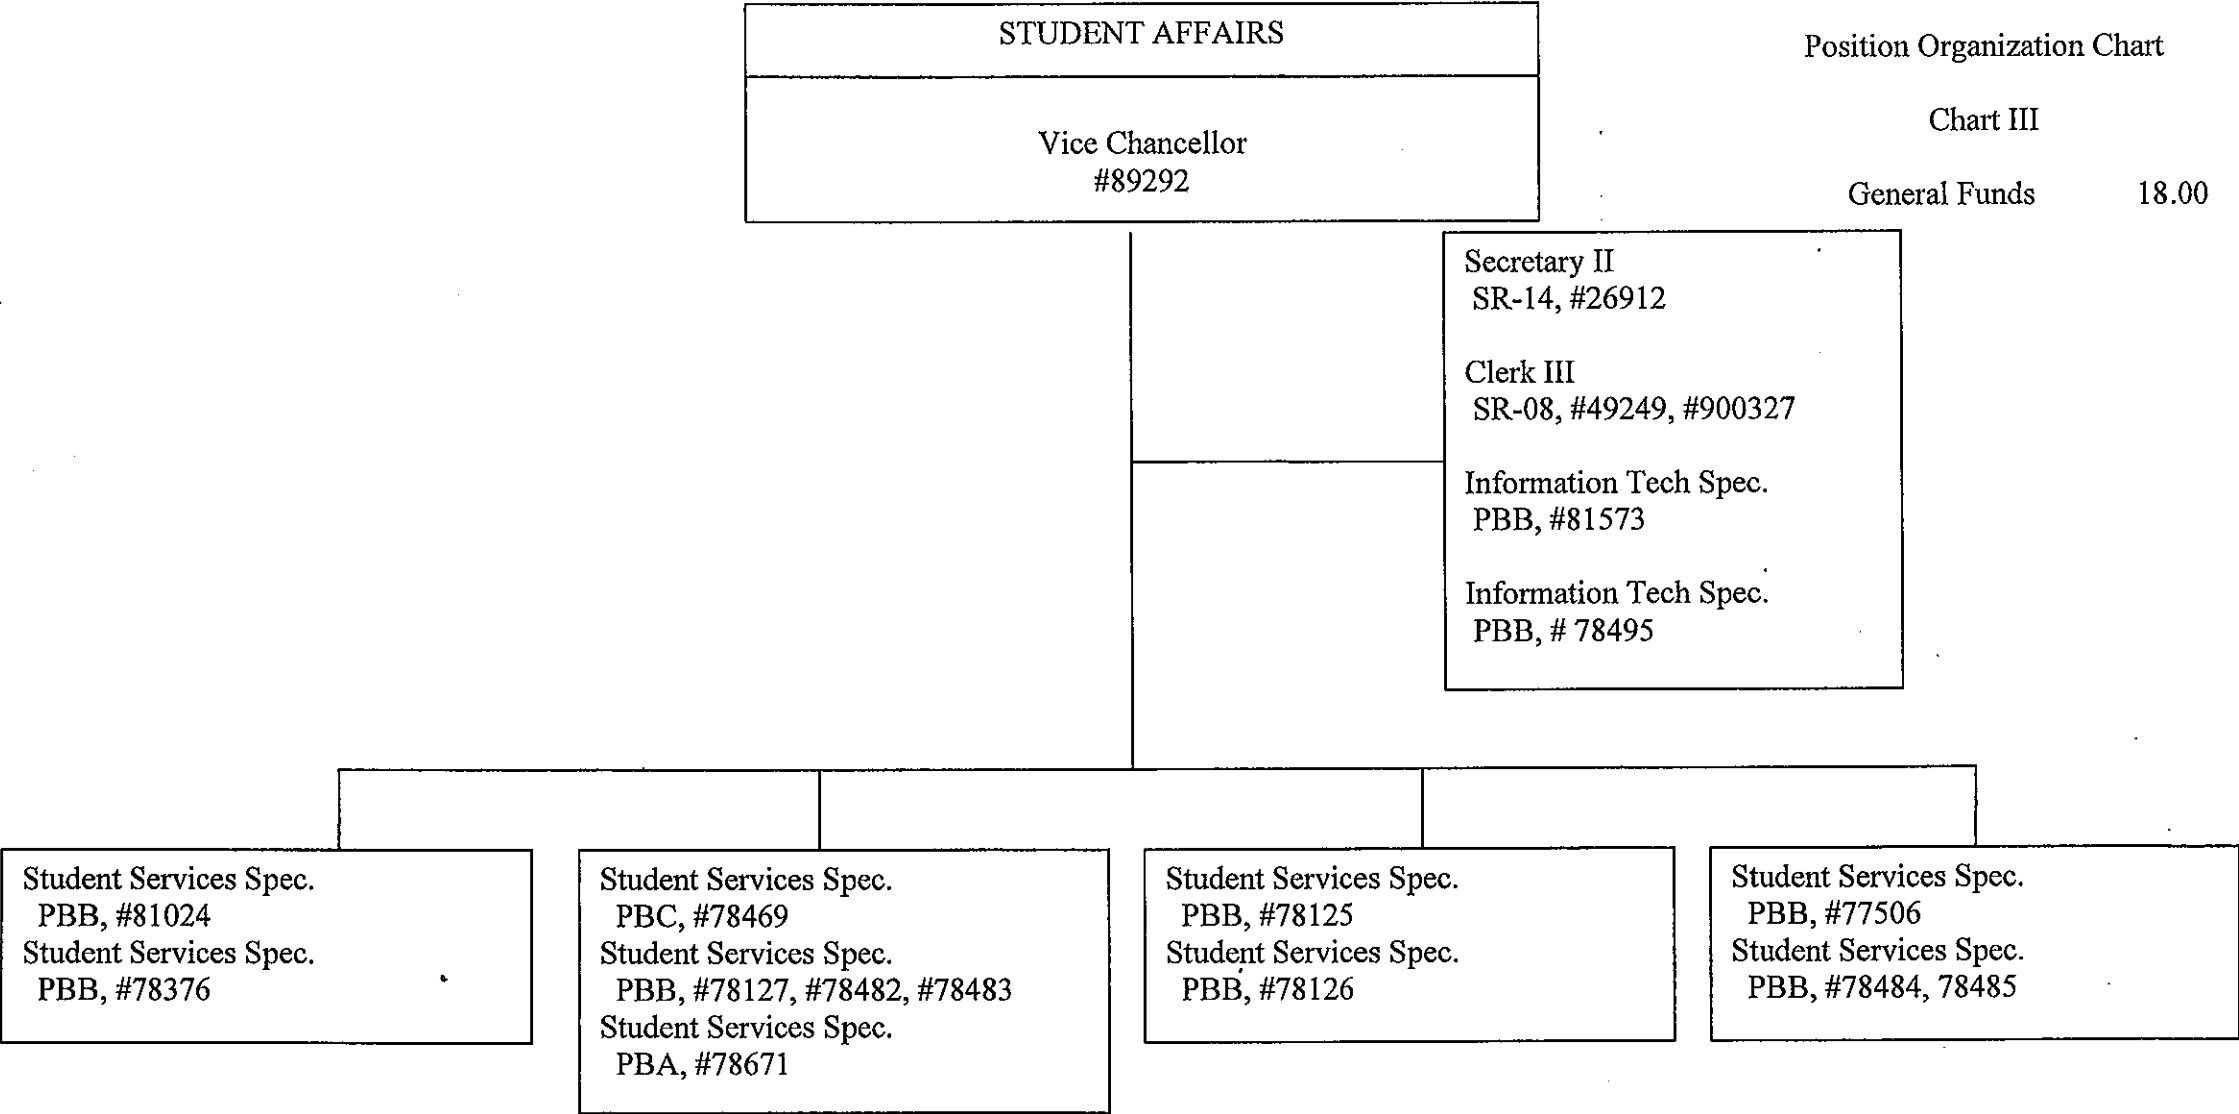 STUDENT AFFAIRS
Vice Chancellor
#89292
Position Organization Chart
Chart III
General Funds 18.00
Secretary II
SR-14, #26912
Clerk III
SR-08, #49249, #900327
Information Tech Spec.
PBB, #81573
Information Tech Spec.
PBB, # 78495
Student Services Spec.
PBB, #81024
Student Services Spec.
PBB, #78376
Student Services Spec.
PBC, #78469
Student Services Spec.
PBB, #78127, #78482, #78483
Student Services Spec.
PBA, #78671
Student Services Spec.
PBB, #78125
Student Services Spec.
PBB, #78126
Student Services Spec.
PBB, #77506
Student Services Spec.
PBB, #78484, 78485